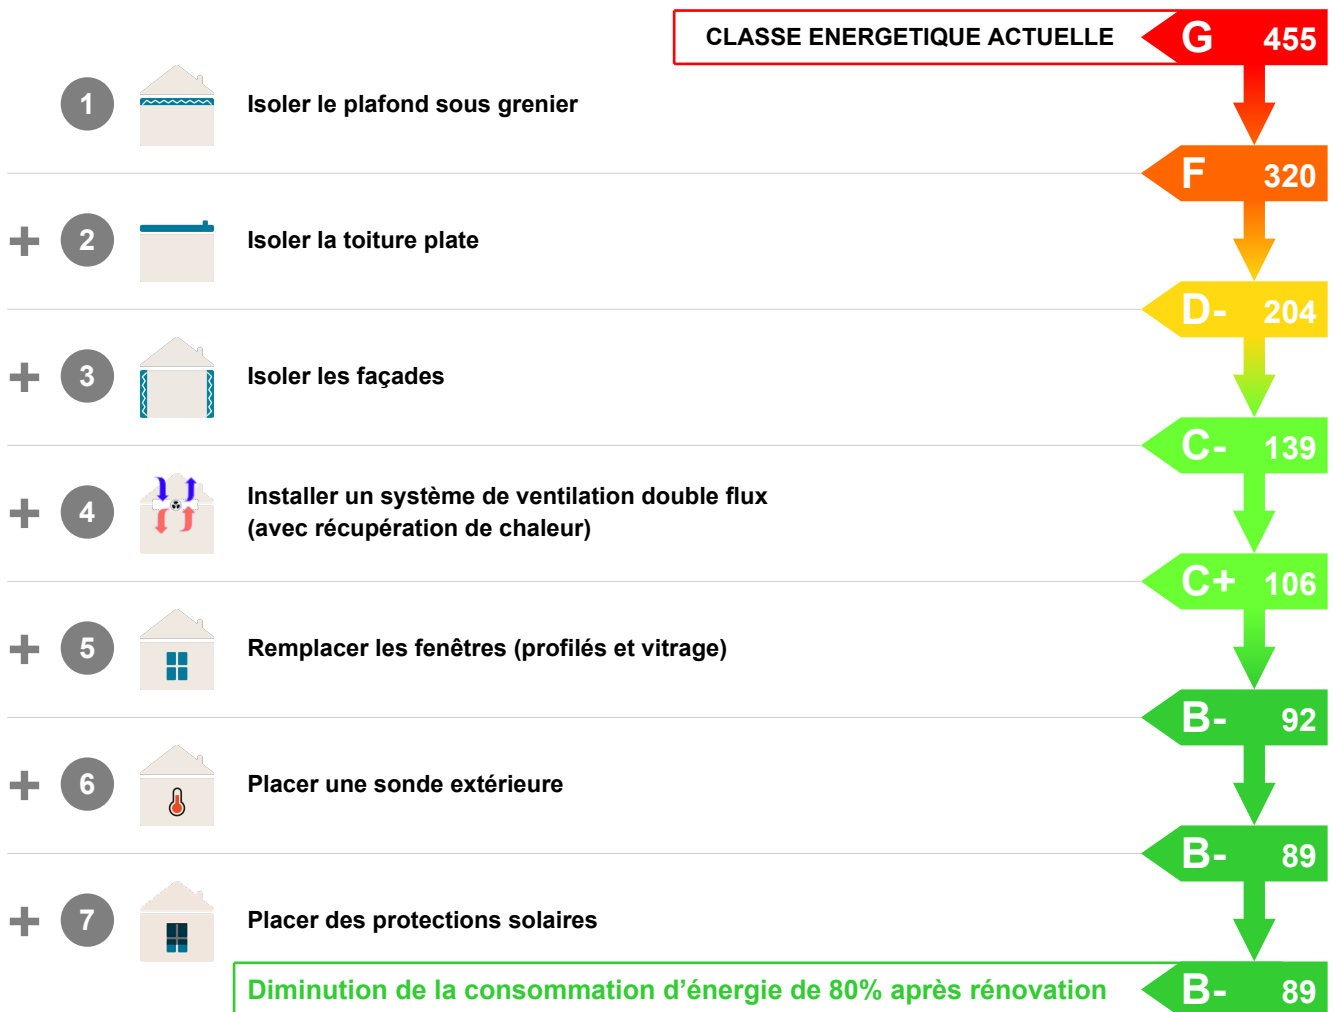 CLASSE ENERGETIQUE ACTUELLE G 455
1 Isoler le plafond sous grenier
F 320
+ 2 Isoler la toiture plate
D- 204
+ 3 Isoler les façades
C- 139
+ 4 Installer un système de ventilation double flux
(avec récupération de chaleur)
C+ 106
+ 5 Remplacer les fenêtres (profilés et vitrage)
B- 92
+ 6 Placer une sonde extérieure
B- 89
+ 7 Placer des protections solaires
Diminution de la consommation d’énergie de 80% après rénovation B- 89